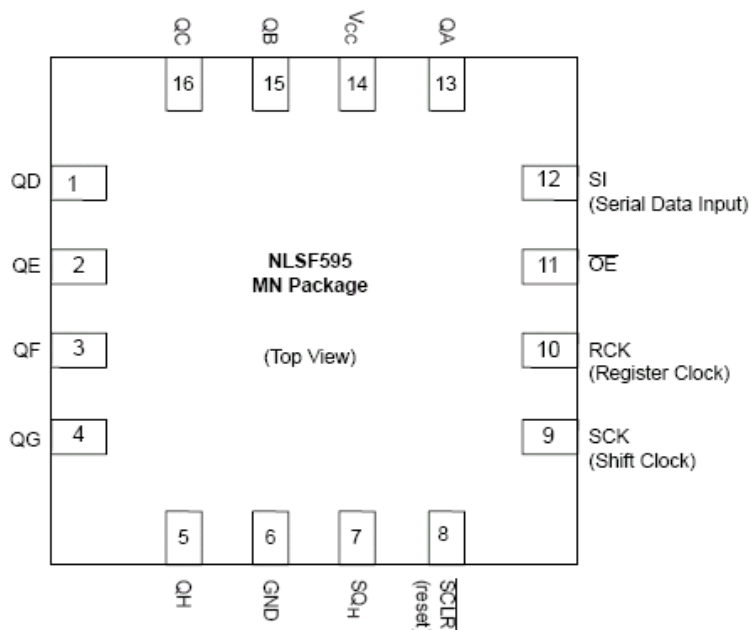 QC
QB
VCC
QA
16
15
14
13
QD
1
12
SI
(Serial Data Input)
QE
2
NLSF595
MN Package
11
OE
QF
3
(Top View)
10
RCK
(Register Clock)
QG
4
9
SCK
(Shift Clock)
5
6
7
8
QH
GND
SQH
SCLR
(reset)